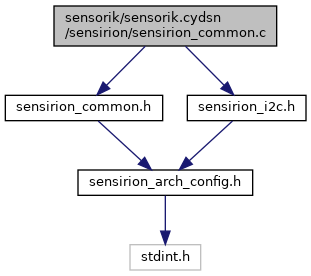 sensorik/sensorik.cydsn
/sensirion/sensirion_common.c
sensirion_common.h
sensirion_i2c.h
sensirion_arch_config.h
stdint.h